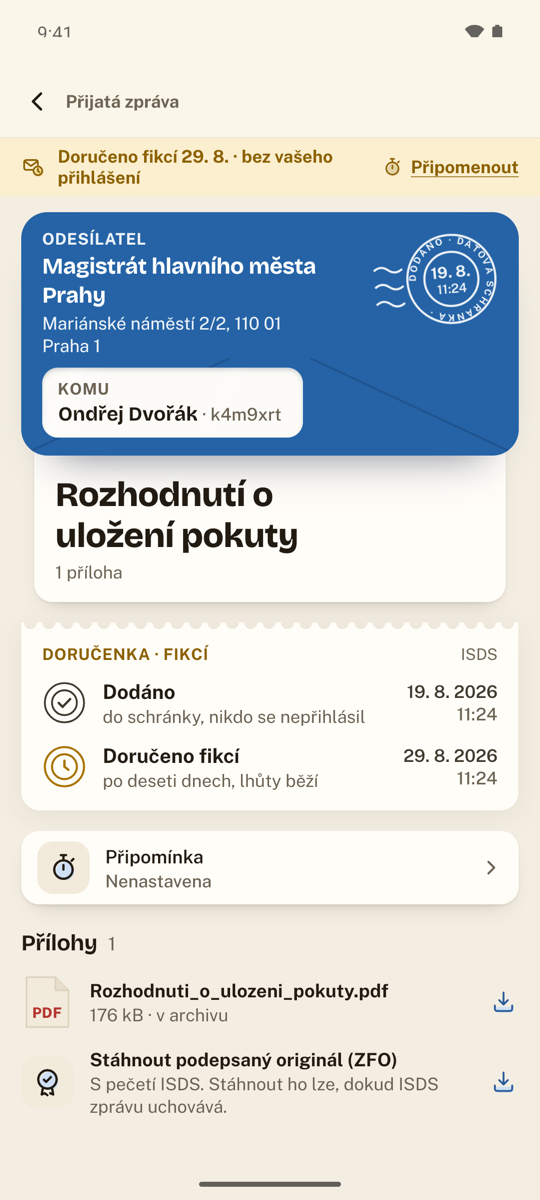 9:41
Přijatá zpráva
Doručeno fikcí 29. 8. · bez vašeho
přihlášení
Připomenout
ODESÍLATEL
Magistrát hlavního města
Prahy
Mariánské náměstí 2/2, 110 01
Praha 1
DODÁNO · DATOVÁ SCHRÁNKA ·
19. 8.
11:24
KOMU
Ondřej Dvořák · k4m9xrt
Rozhodnutí o
uložení pokuty
1 příloha
DORUČENKA · FIKCÍ
ISDS
Dodáno
19. 8. 2026
do schránky, nikdo se nepřihlásil
11:24
Doručeno fikcí
29. 8. 2026
po deseti dnech, lhůty běží
11:24
Připomínka
Nenastavena
Přílohy 1
PDF
Rozhodnuti_o_ulozeni_pokuty.pdf
176 kB · v archivu
Stáhnout podepsaný originál (ZFO)
S pečetí ISDS. Stáhnout ho lze, dokud ISDS
zprávu uchovává.